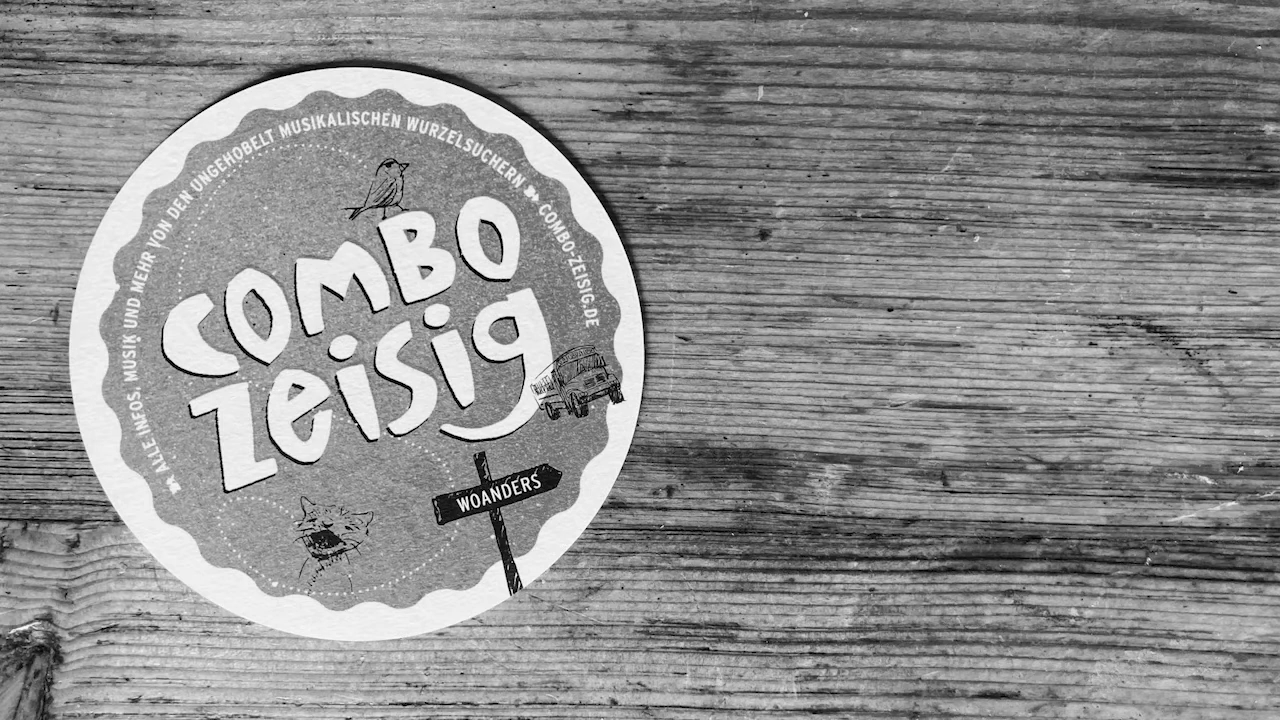 ALLE INFOS, MUSIK UND MEHR VON DEN UNGEHOBELT MUSIKALISCHEN WURZELSUCHERN
COMBO-ZEISIG.DE
COMBO
zeisig
WOANDERS